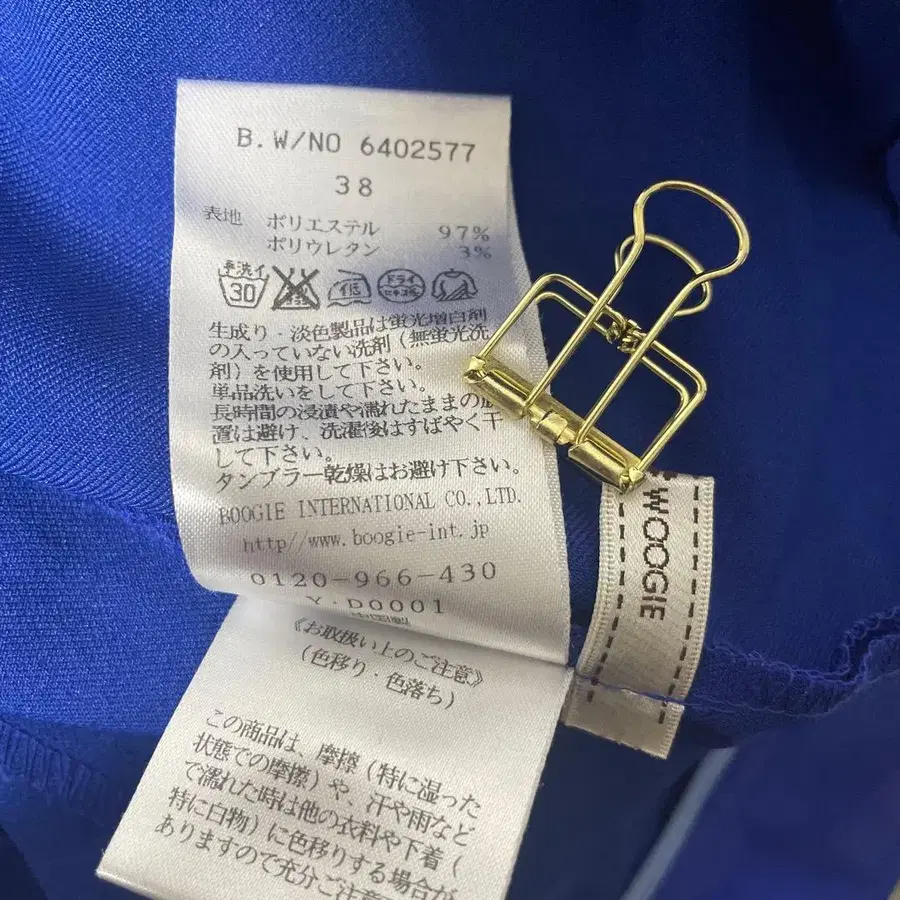 B.W/NO 6402577
38
表地 ポリエステル 97%
ポリウレタン 3%
手洗イ
30
ドライ
生成り・淡色製品は蛍光増白剤
の入っていない洗剤(無蛍光洗
剤)を使用して下さい。
単品洗いをして下さい。
長時間の浸漬や濡れたままの放
置は避け、洗濯後はすばやく干
して下さい。
タンブラー乾燥はお避け下さい。
BOOGIE INTERNATIONAL CO.,LTD.
http//www.boogie-int.jp
0120-966-430
Y.D0001
中国製
《お取扱い上のご注意》
(色移り・色落ち)
この商品は、摩擦(特に湿った
状態での摩擦)や、汗や雨など
で濡れた時は他の衣料や下着(
特に白物)に色移りする場合が
ありますので充分ご注意
WOOGIE